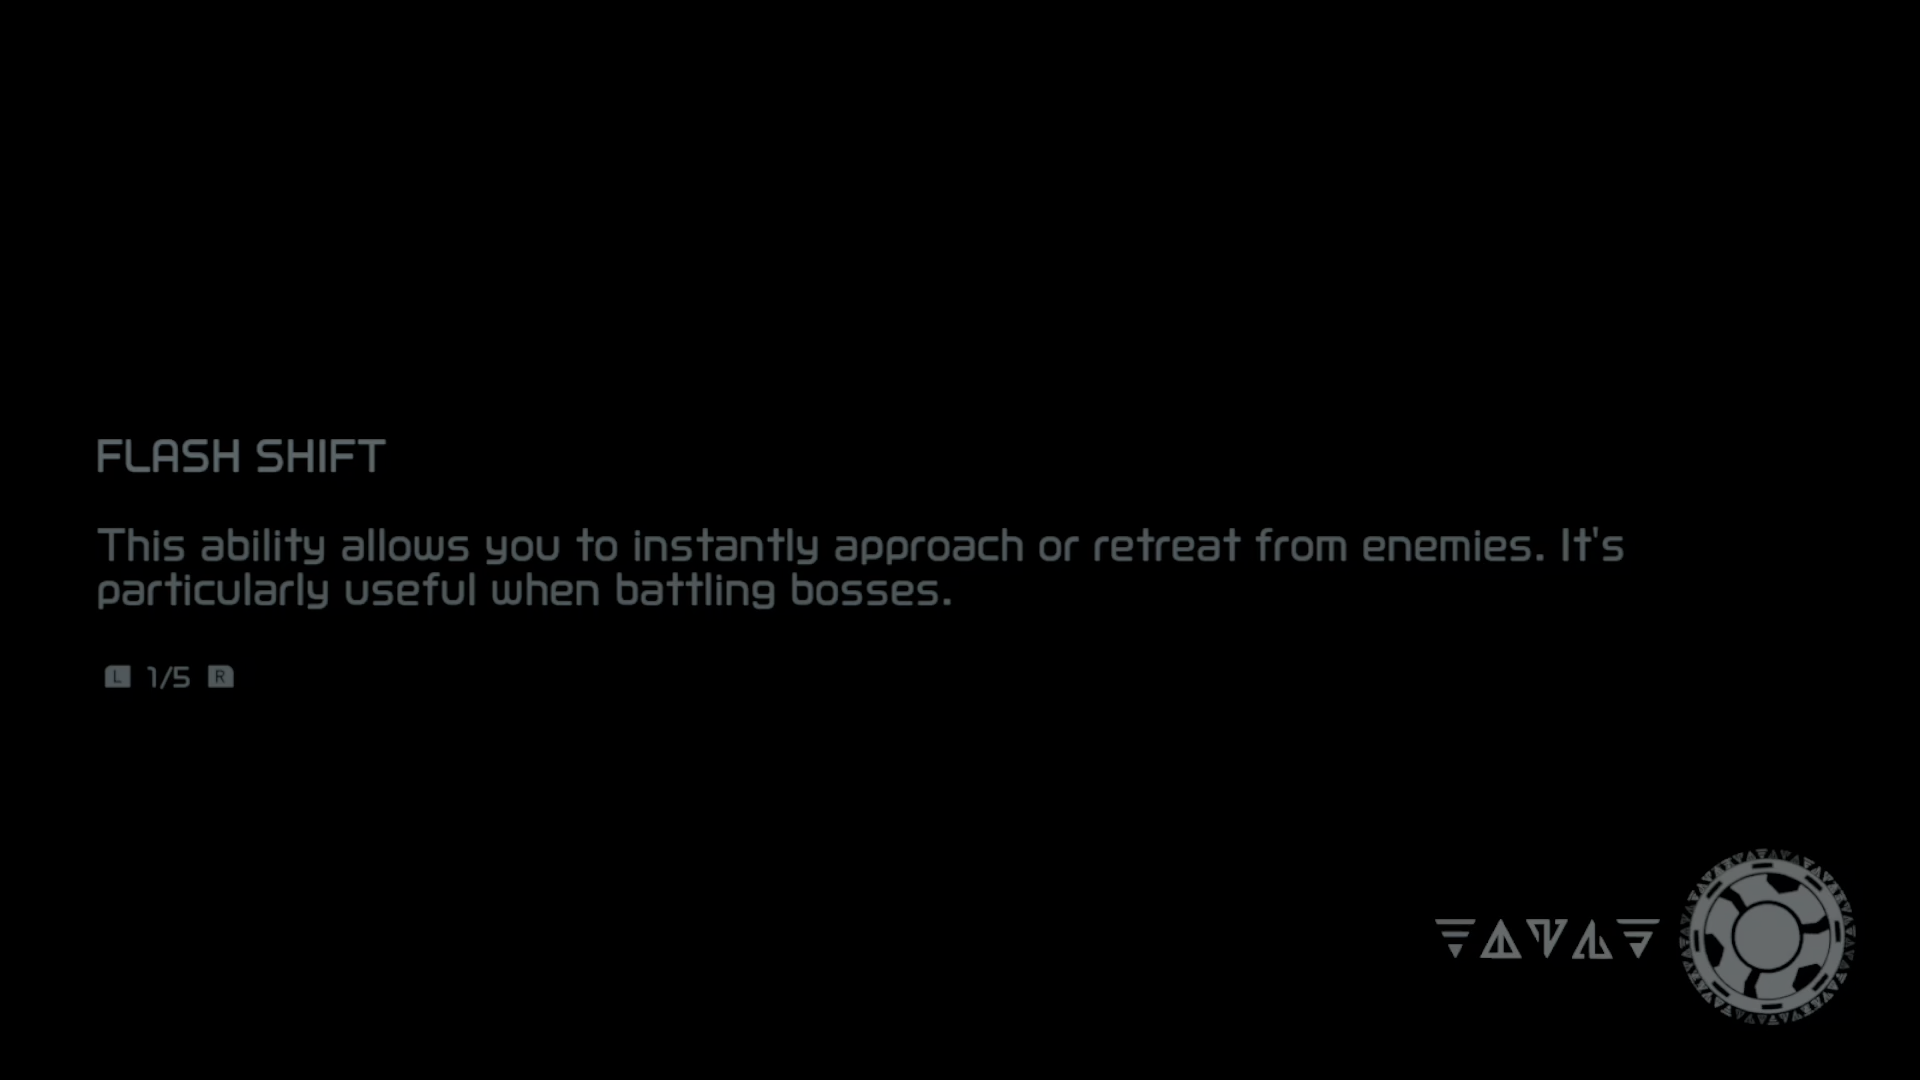 FLASH SHIFT
This ability allows you to instantly approach or retreat from enemies. It's
particularly useful when battling bosses.
L 1/5 R